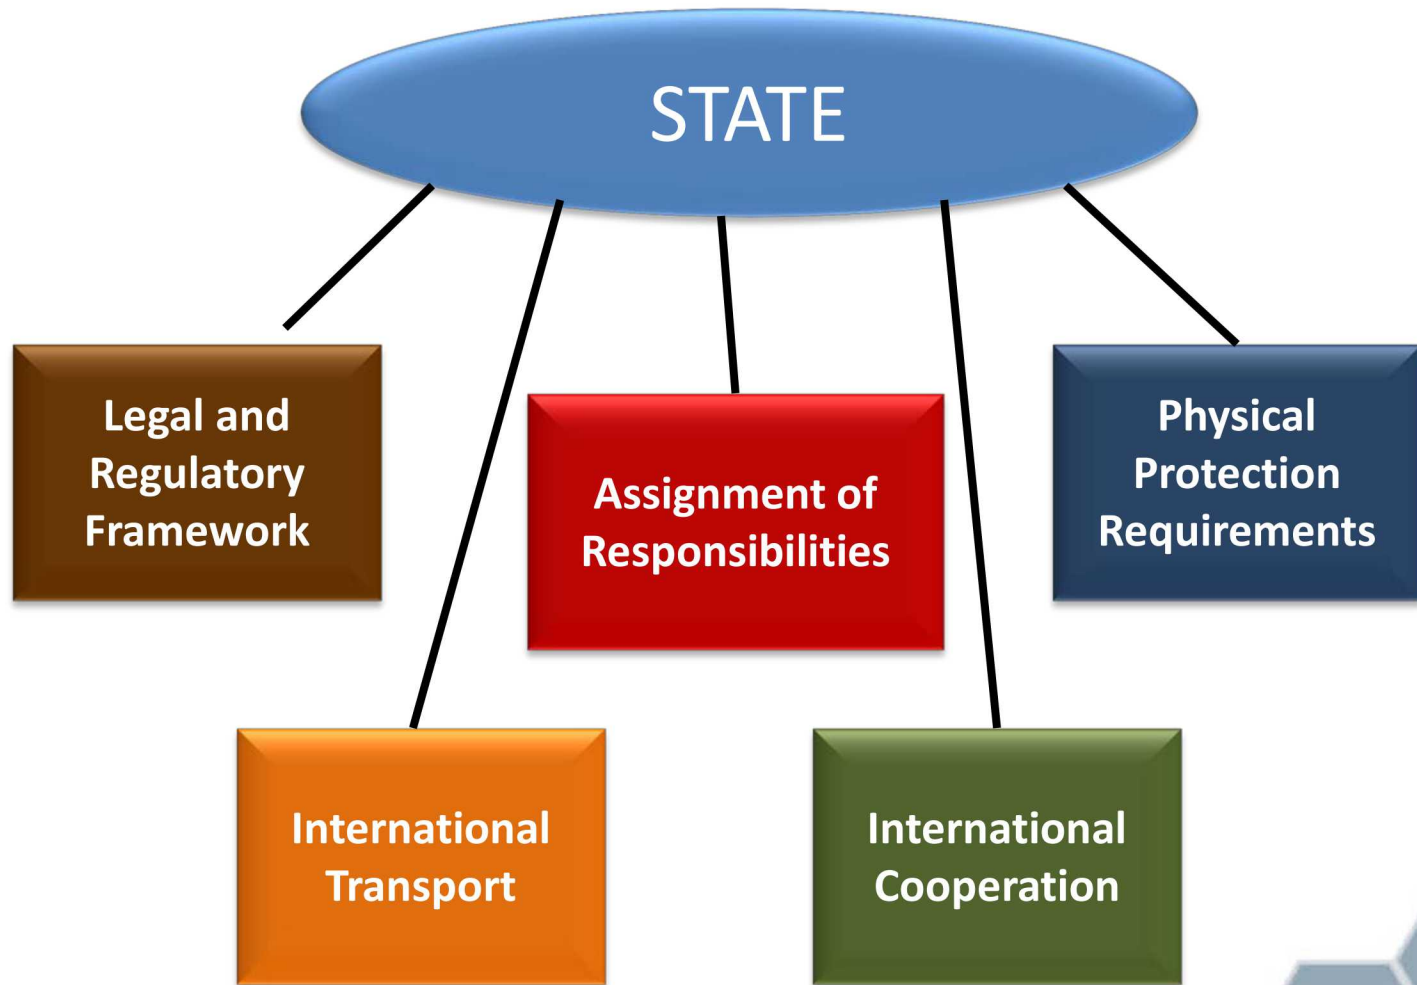 STATE
Legal and
Regulatory
Framework
Assignment of
Responsibilities
Physical
Protection
Requirements
International
Transport
International
Cooperation